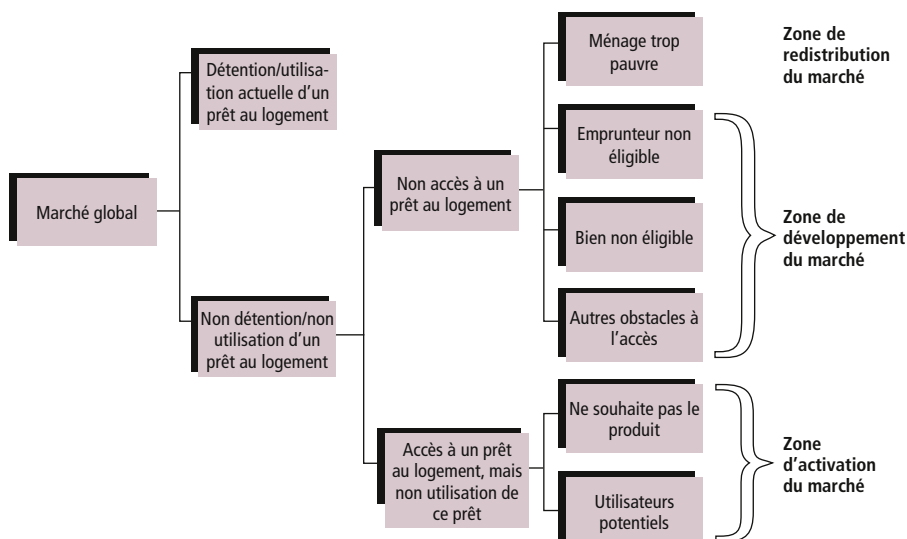 Marché global
Détention/utilisa-
tion actuelle d'un
prêt au logement
Non détention/non
utilisation d'un
prêt au logement
Non accès à un
prêt au logement
Accès à un prêt
au logement, mais
non utilisation de
ce prêt
Ménage trop
pauvre
Emprunteur non
éligible
Bien non éligible
Autres obstacles à
l'accès
Ne souhaite pas le
produit
Utilisateurs
potentiels
Zone de
redistribution
du marché
Zone de
développement
du marché
Zone
d'activation
du marché